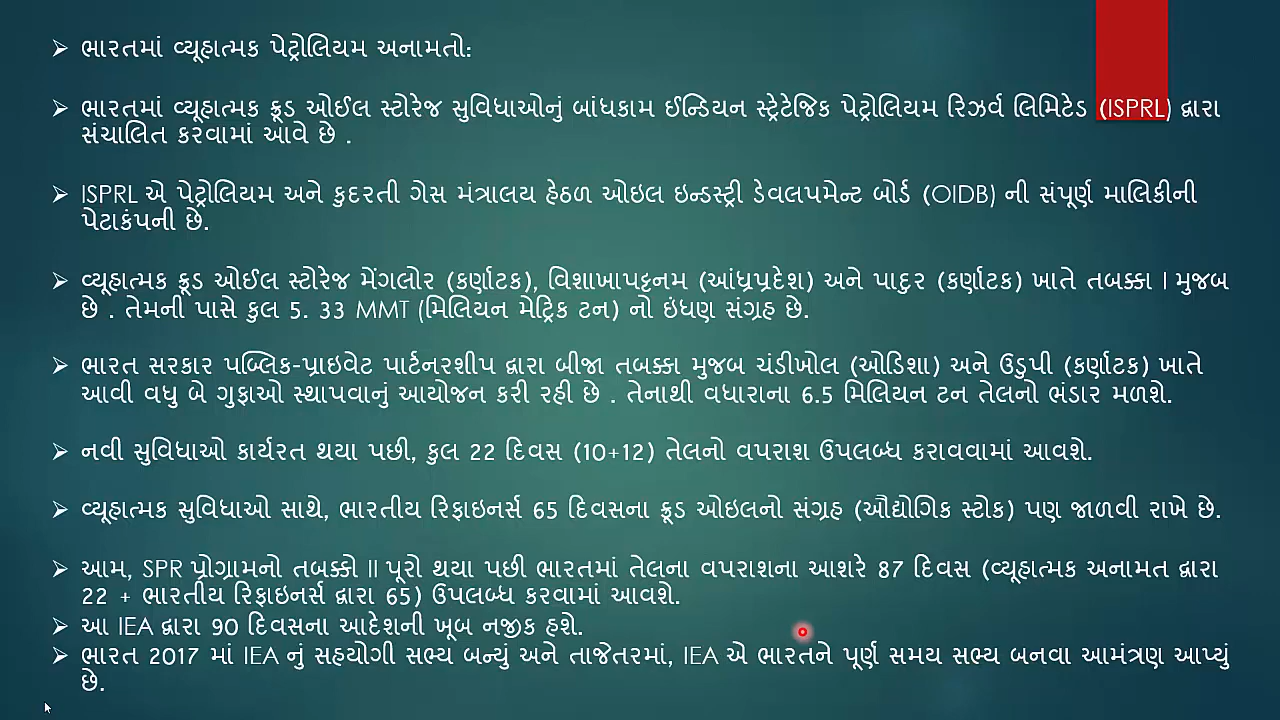 ભારતમાં વ્યૂહાત્મક પેટ્રોલિયમ અનામતો:
ભારતમાં વ્યૂહાત્મક ક્રૂડ ઓઈલ સ્ટોરેજ સુવિધાઓનું બાંધકામ ઈન્ડિયન સ્ટ્રેટેજિક પેટ્રોલિયમ રિઝર્વ લિમિટેડ (ISPRL) દ્વારા
સંચાલિત કરવામાં આવે છે .
ISPRL એ પેટ્રોલિયમ અને કુદરતી ગેસ મંત્રાલય હેઠળ ઓઇલ ઇન્ડસ્ટ્રી ડેવલપમેન્ટ બોર્ડ (OIDB) ની સંપૂર્ણ માલિકીની
પેટાકંપની છે.
વ્યૂહાત્મક ક્રૂડ ઓઈલ સ્ટોરેજ મેંગલોર (કર્ણાટક), વિશાખાપટ્ટનમ (આંધ્રપ્રદેશ) અને પાદુર (કર્ણાટક) ખાતે તબક્કા I મુજબ
છે . તેમની પાસે કુલ 5. 33 MMT (મિલિયન મેટ્રિક ટન) નો ઇંધણ સંગ્રહ છે.
ભારત સરકાર પબ્લિક-પ્રાઇવેટ પાર્ટનરશીપ દ્વારા બીજા તબક્કા મુજબ ચંડીખોલ (ઓડિશા) અને ઉડુપી (કર્ણાટક) ખાતે
આવી વધુ બે ગુફાઓ સ્થાપવાનું આયોજન કરી રહી છે . તેનાથી વધારાના 6.5 મિલિયન ટન તેલનો ભંડાર મળશે.
નવી સુવિધાઓ કાર્યરત થયા પછી, કુલ 22 દિવસ (10+12) તેલનો વપરાશ ઉપલબ્ધ કરાવવામાં આવશે.
વ્યૂહાત્મક સુવિધાઓ સાથે, ભારતીય રિફાઇનર્સ 65 દિવસના ક્રૂડ ઓઇલનો સંગ્રહ (ઔદ્યોગિક સ્ટોક) પણ જાળવી રાખે છે.
આમ, SPR પ્રોગ્રામનો તબક્કો II પૂરો થયા પછી ભારતમાં તેલના વપરાશના આશરે 87 દિવસ (વ્યૂહાત્મક અનામત દ્વારા
22 + ભારતીય રિફાઇનર્સ દ્વારા 65) ઉપલબ્ધ કરવામાં આવશે.
આ IEA દ્વારા 90 દિવસના આદેશની ખૂબ નજીક હશે.
ભારત 2017 માં IEA નું સહયોગી સભ્ય બન્યું અને તાજેતરમાં, IEA એ ભારતને પૂર્ણ સમય સભ્ય બનવા આમંત્રણ આપ્યું
છે.